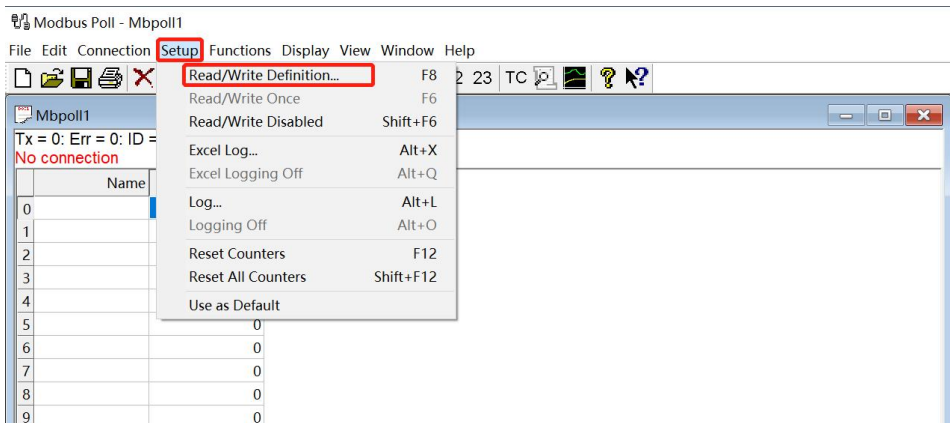 Modbus Poll - Mbpoll1
File Edit Connection Setup Functions Display View Window Help
23 TC
Read/Write Definition... F8
Read/Write Once F6
Read/Write Disabled Shift+F6
Excel Log... Alt+X
Excel Logging Off Alt+Q
Log... Alt+L
Logging Off Alt+O
Reset Counters F12
Reset All Counters Shift+F12
Use as Default
Mbpoll1
Tx = 0: Err = 0: ID =
No connection
Name
0
1
2
3
4
5 0
6 0
7 0
8 0
9 0